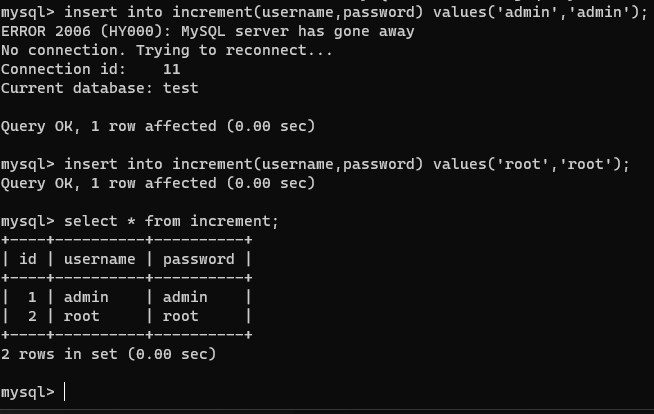 mysql> insert into increment(username,password) values('admin','admin');
ERROR 2006 (HY000): MySQL server has gone away
No connection. Trying to reconnect...
Connection id:    11
Current database: test

Query OK, 1 row affected (0.00 sec)

mysql> insert into increment(username,password) values('root','root');
Query OK, 1 row affected (0.00 sec)

mysql> select * from increment;
+----+----------+----------+
| id | username | password |
+----+----------+----------+
|  1 | admin    | admin    |
|  2 | root     | root     |
+----+----------+----------+
2 rows in set (0.00 sec)

mysql>